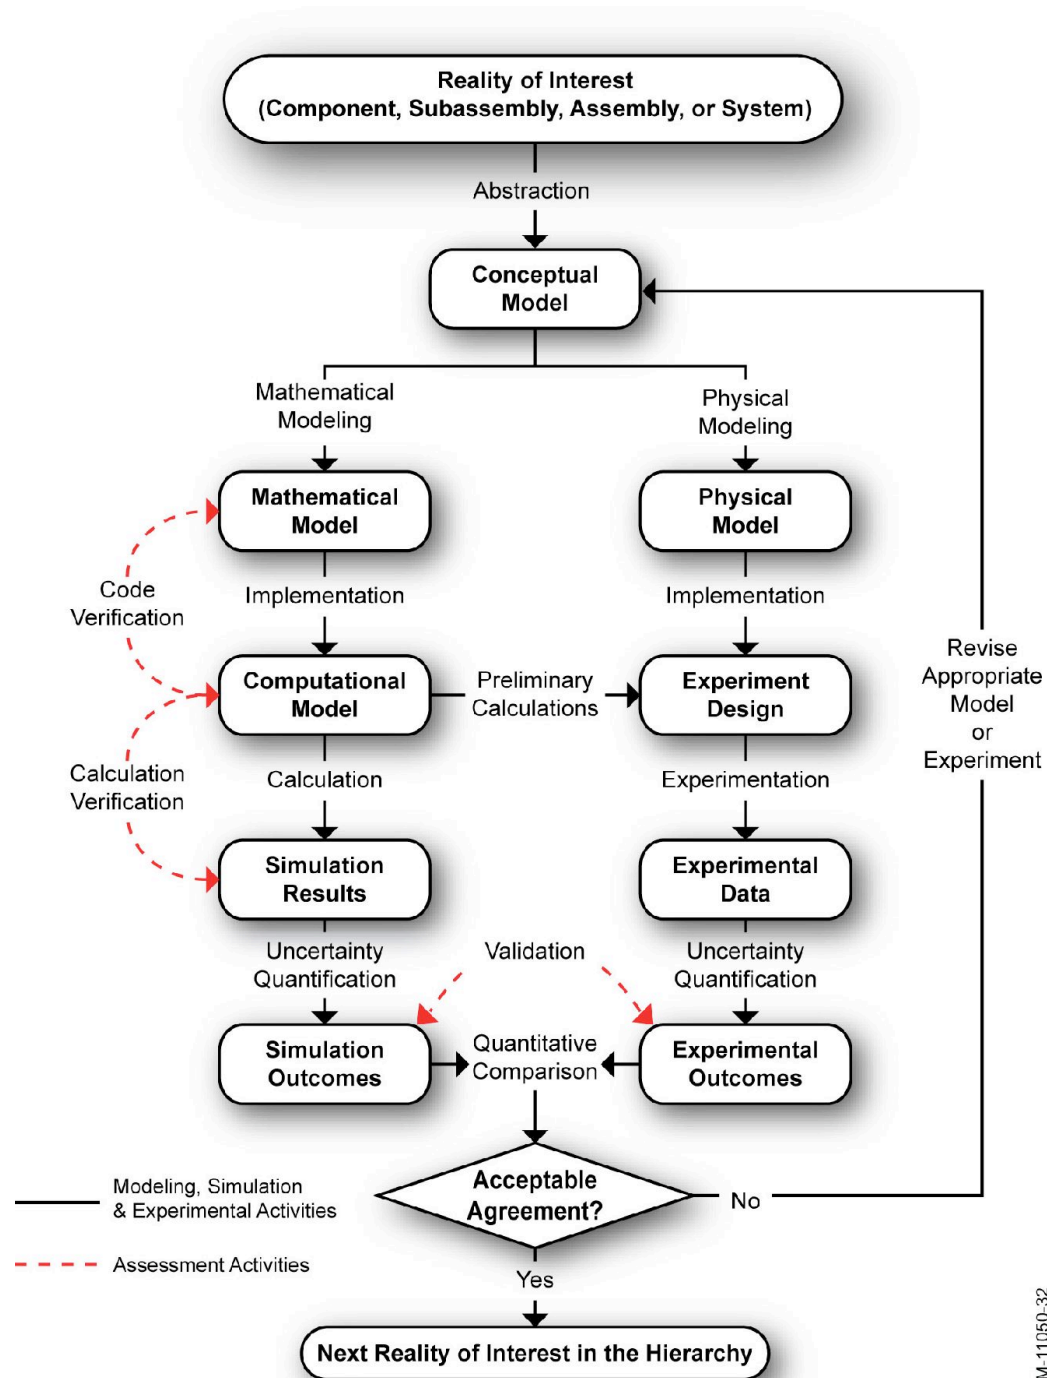 Reality of Interest
(Component, Subassembly, Assembly, or System)
Abstraction
Conceptual
Model
Mathematical
Modeling
Physical
Modeling
Mathematical
Model
Physical
Model
Code
Verification
Implementation
Implementation
Revise
Appropriate
Model
or
Experiment
Computational
Model
Preliminary
Calculations
Experiment
Design
Calculation
Verification
Calculation
Experimentation
Simulation
Results
Experimental
Data
Uncertainty
Quantification
Validation
Uncertainty
Quantification
Simulation
Outcomes
Quantitative
Comparison
Experimental
Outcomes
Acceptable
Agreement?
No
Modeling, Simulation
& Experimental Activities
Assessment Activities
Yes
Next Reality of Interest in the Hierarchy
M-11050-32